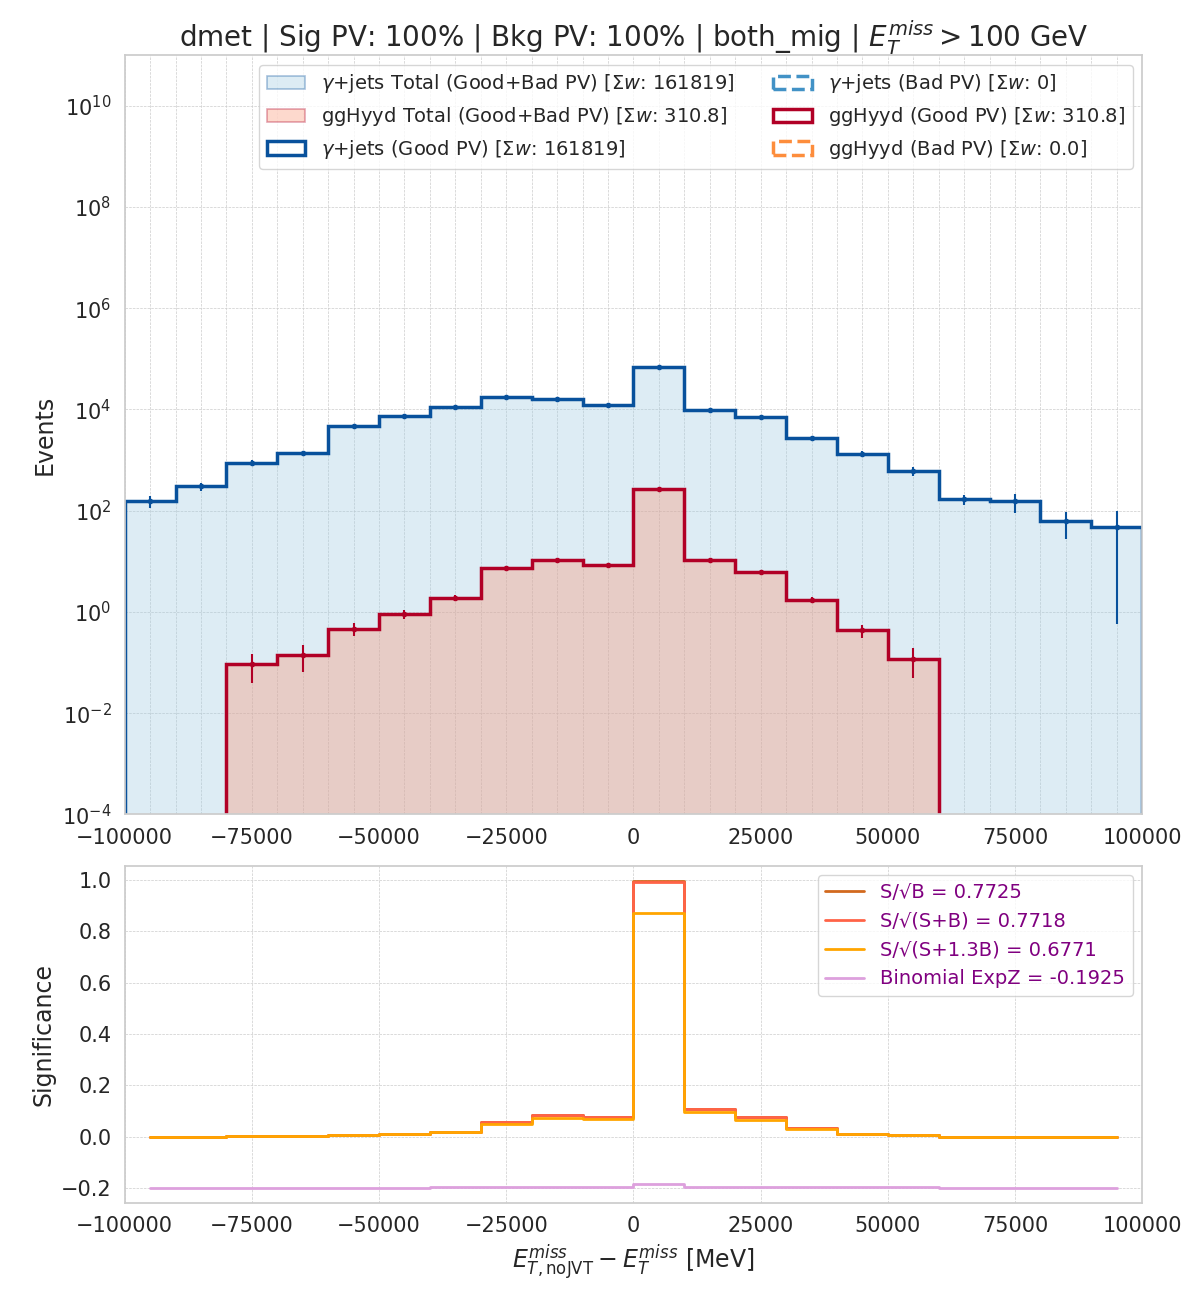 dmet | Sig PV: 100% | Bkg PV: 100% | both_mig | E_T^{miss} > 100 GeV
γ+jets Total (Good+Bad PV) [Σw: 161819]
ggHyyd Total (Good+Bad PV) [Σw: 310.8]
γ+jets (Good PV) [Σw: 161819]
γ+jets (Bad PV) [Σw: 0]
ggHyyd (Good PV) [Σw: 310.8]
ggHyyd (Bad PV) [Σw: 0.0]
Events
10^{10}
10^{8}
10^{6}
10^{4}
10^{2}
10^{0}
10^{−2}
10^{−4}
−100000 −75000 −50000 −25000 0 25000 50000 75000 100000
Significance
1.0
0.8
0.6
0.4
0.2
0.0
−0.2
S/√B = 0.7725
S/√(S+B) = 0.7718
S/√(S+1.3B) = 0.6771
Binomial ExpZ = -0.1925
−100000 −75000 −50000 −25000 0 25000 50000 75000 100000
E_{T,noJVT}^{miss} − E_T^{miss} [MeV]